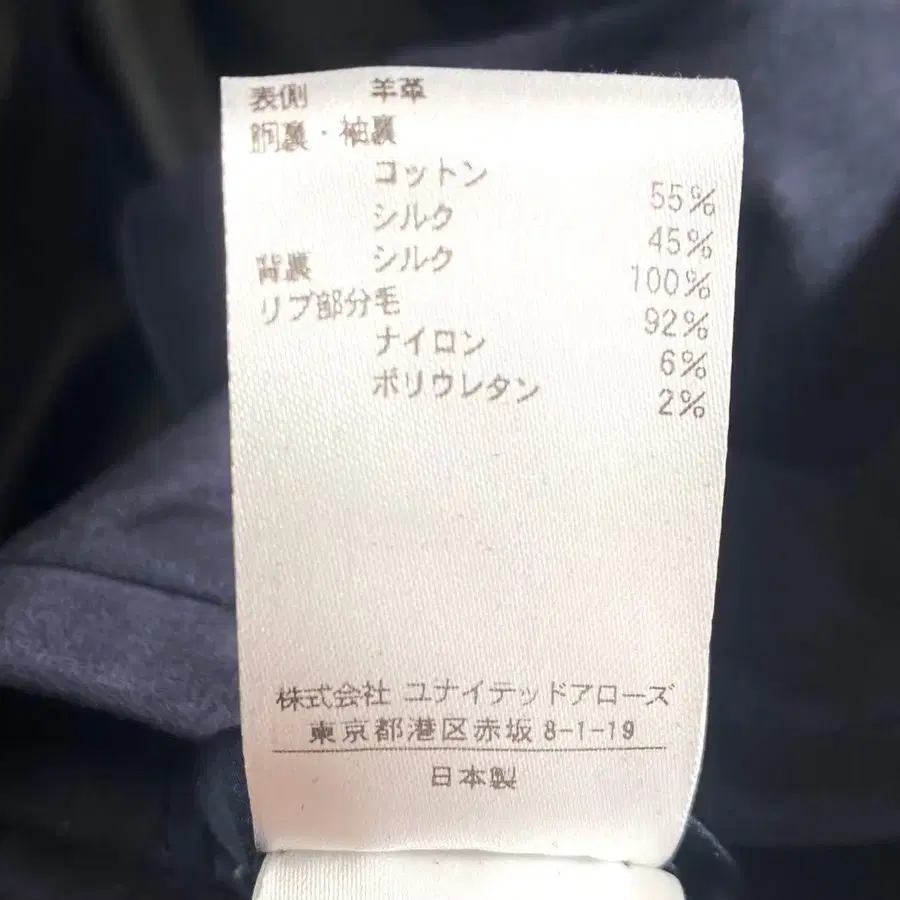 表側 羊革
胴裏・袖裏
コットン 55%
シルク 45%
背裏 シルク 100%
リブ部分毛 92%
ナイロン 6%
ポリウレタン 2%
株式会社 ユナイテッドアローズ
東京都港区赤坂 8-1-19
日本製